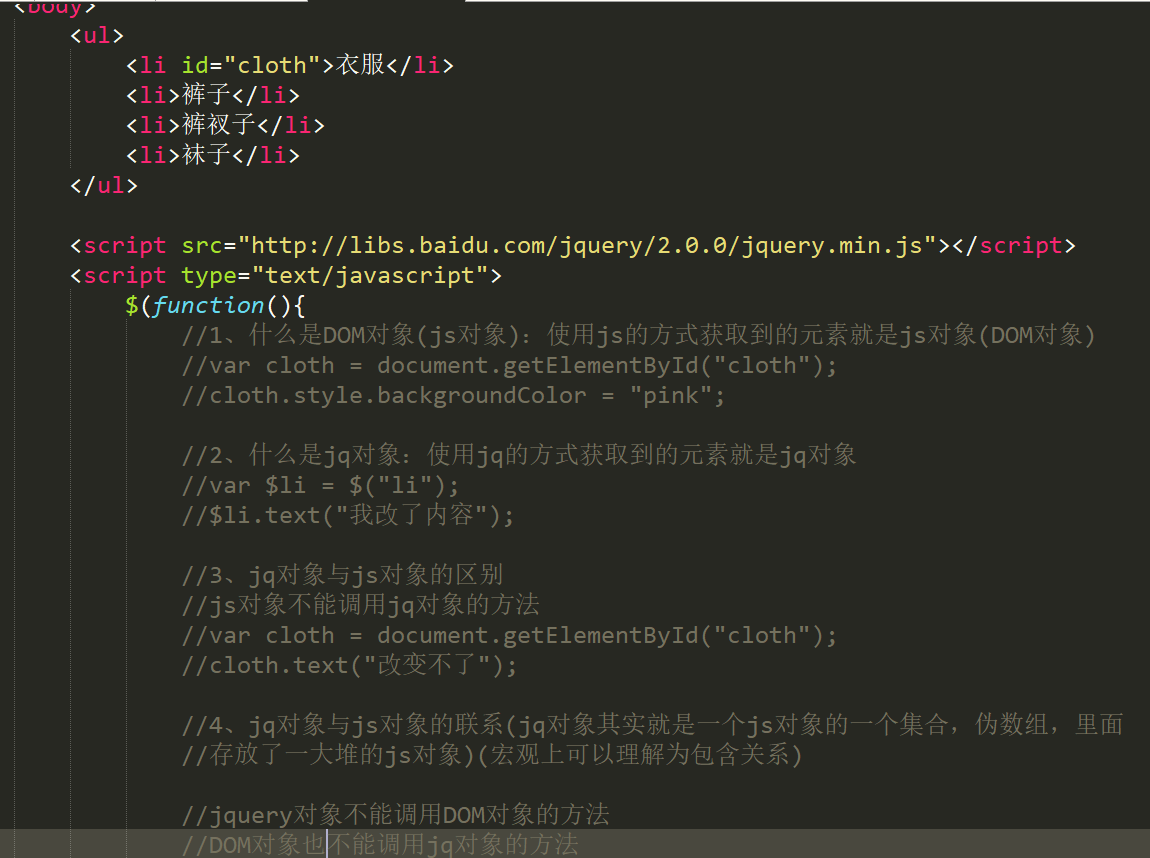 <body>
<ul>
<li id="cloth">衣服</li>
<li>裤子</li>
<li>裤衩子</li>
<li>袜子</li>
</ul>
<script src="http://libs.baidu.com/jquery/2.0.0/jquery.min.js"></script>
<script type="text/javascript">
$(function(){
//1、什么是DOM对象(js对象)：使用js的方式获取到的元素就是js对象(DOM对象)
//var cloth = document.getElementById("cloth");
//cloth.style.backgroundColor = "pink";
//2、什么是jq对象：使用jq的方式获取到的元素就是jq对象
//var $li = $("li");
//$li.text("我改了内容");
//3、jq对象与js对象的区别
//js对象不能调用jq对象的方法
//var cloth = document.getElementById("cloth");
//cloth.text("改变不了");
//4、jq对象与js对象的联系(jq对象其实就是一个js对象的一个集合，伪数组，里面
//存放了一大堆的js对象)(宏观上可以理解为包含关系)
//jquery对象不能调用DOM对象的方法
//DOM对象也不能调用jq对象的方法